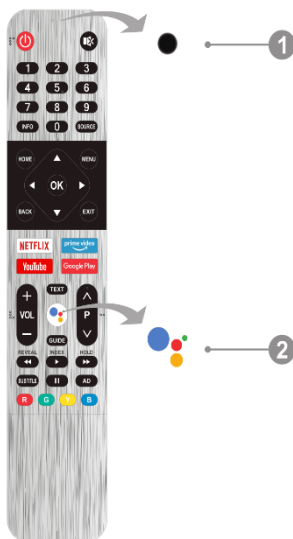 1
1 2 3
4 5 6
7 8 9
INFO 0 SOURCE
HOME MENU
OK
BACK EXIT
NETFLIX prime video
YouTube Google Play
TEXT
VOL P
GUIDE
2
REVEAL INDEX HOLD
SUBTITLE AD
R G Y B